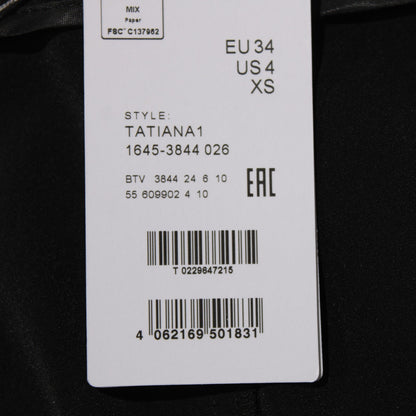 MIX
Paper
FSC™ C137962
EU 34
US 4
XS
STYLE:
TATIANA1
1645-3844 026
BTV 3844 24 6 10
55 609902 4 10
EAC
T 0229847215
4 062169 501831